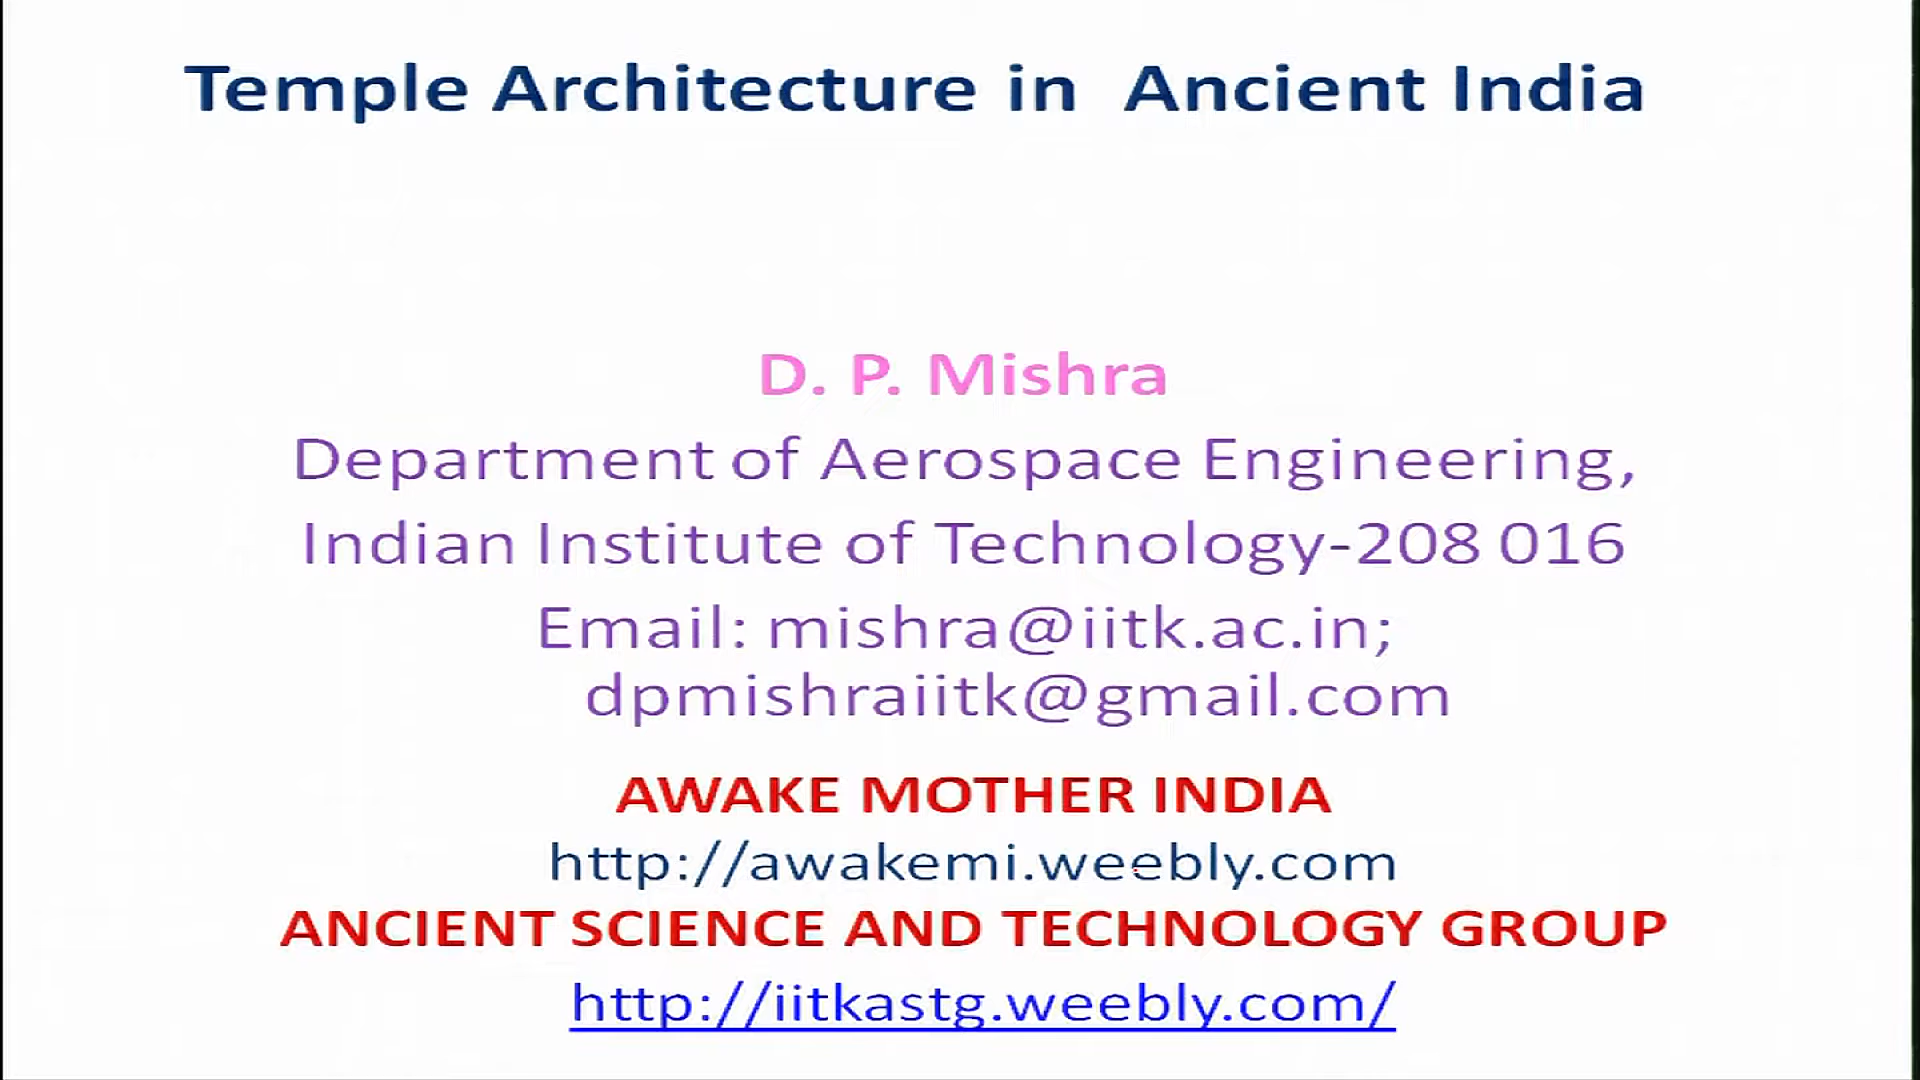 Temple Architecture in Ancient India
D. P. Mishra
Department of Aerospace Engineering,
Indian Institute of Technology-208 016
Email: mishra@iitk.ac.in;
dpmishraiitk@gmail.com
AWAKE MOTHER INDIA
http://awakemi.weebly.com
ANCIENT SCIENCE AND TECHNOLOGY GROUP
http://iitkastg.weebly.com/